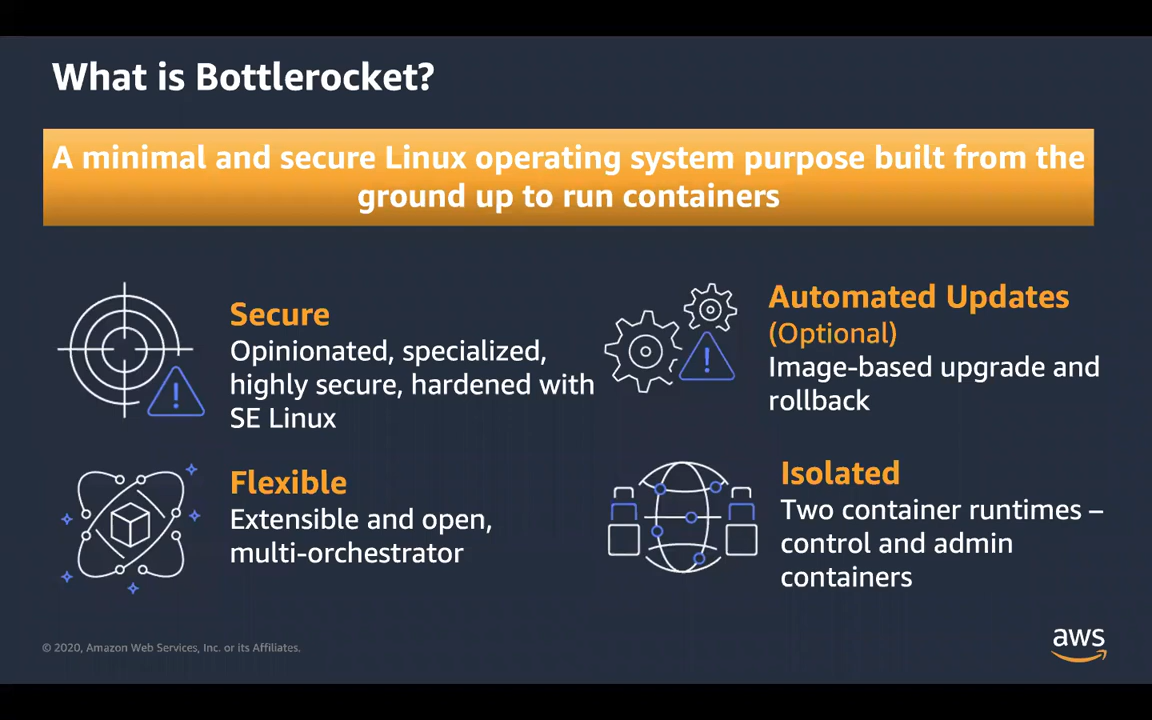 What is Bottlerocket?
A minimal and secure Linux operating system purpose built from the
ground up to run containers
Secure
Opinionated, specialized,
highly secure, hardened with
SE Linux
Automated Updates
(Optional)
Image-based upgrade and
rollback
Flexible
Extensible and open,
multi-orchestrator
Isolated
Two container runtimes –
control and admin
containers
© 2020, Amazon Web Services, Inc. or its Affiliates.
aws